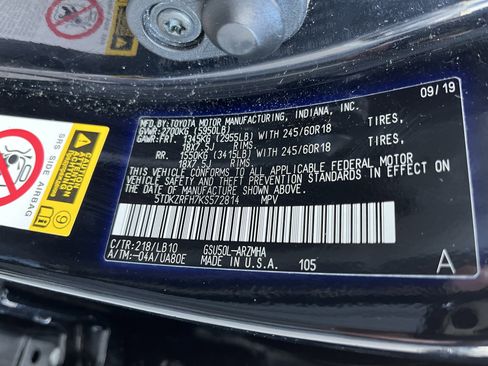 09/19
MFD.BY:TOYOTA MOTOR MANUFACTURING, INDIANA, INC.
GVWR:2700KG(5950LB)
GAWR:FRT. 1345KG(2955LB)WITH 245/60R18 TIRES,
18X7.5J RIMS
RR. 1550KG(3415LB)WITH 245/60R18 TIRES,
18X7.5J RIMS
THIS VEHICLE CONFORMS TO ALL APPLICABLE FEDERAL MOTOR
VEHICLE SAFETY AND THEFT PREVENTION STANDARDS IN EFFECT ON
THE DATE OF MANUFACTURE SHOWN ABOVE.
5TDKZRFH7KS572814 MPV
C/TR:218/LB10 GSU50L-ARZMHA
A/TM:-04A/UA80E MADE IN U.S.A. 105
A
SRS SIDE AIRBAG
CAUTION